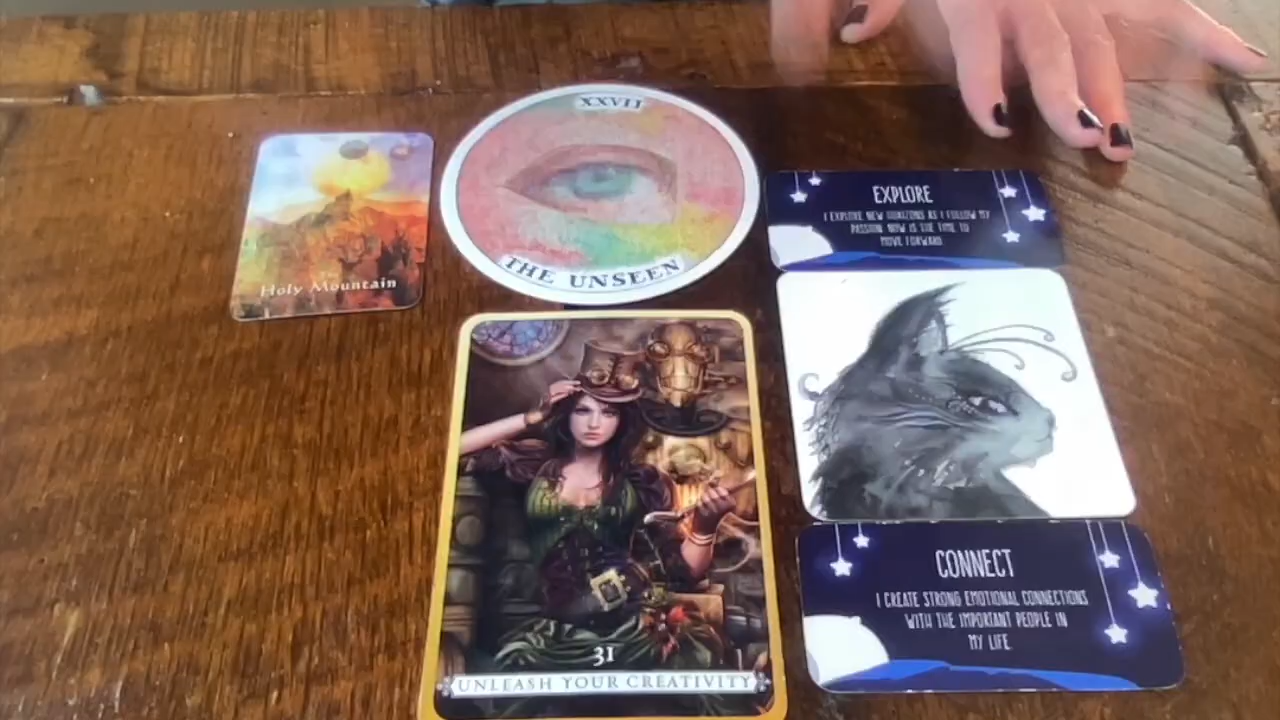 The
Holy Mountain
XXVII
THE UNSEEN
31
UNLEASH YOUR CREATIVITY
EXPLORE
I EXPLORE NEW HORIZONS AS I FOLLOW MY
PASSION NOW IS THE TIME TO
MOVE FORWARD
CONNECT
I CREATE STRONG EMOTIONAL CONNECTIONS
WITH THE IMPORTANT PEOPLE IN
MY LIFE.